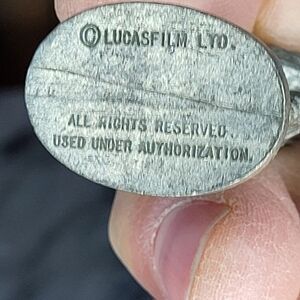 ©LUCASFILM LTD.
ALL RIGHTS RESERVED.
USED UNDER AUTHORIZATION.